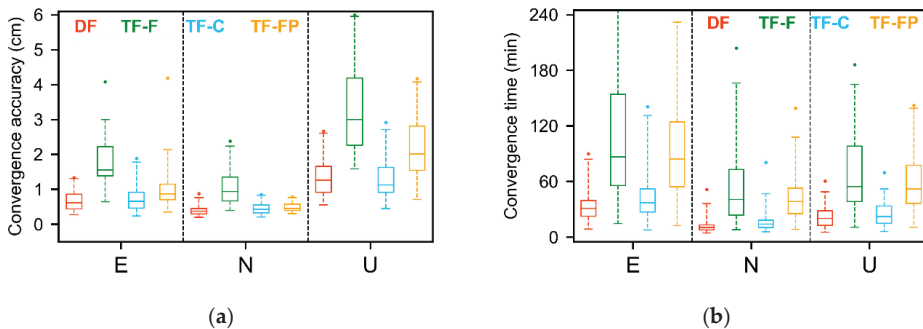 DF TF-F TF-C TF-FP
Convergence accuracy (cm)
6
5
4
3
2
1
0
E N U
(a)
DF TF-F TF-C TF-FP
Convergence time (min)
240
180
120
60
0
E N U
(b)